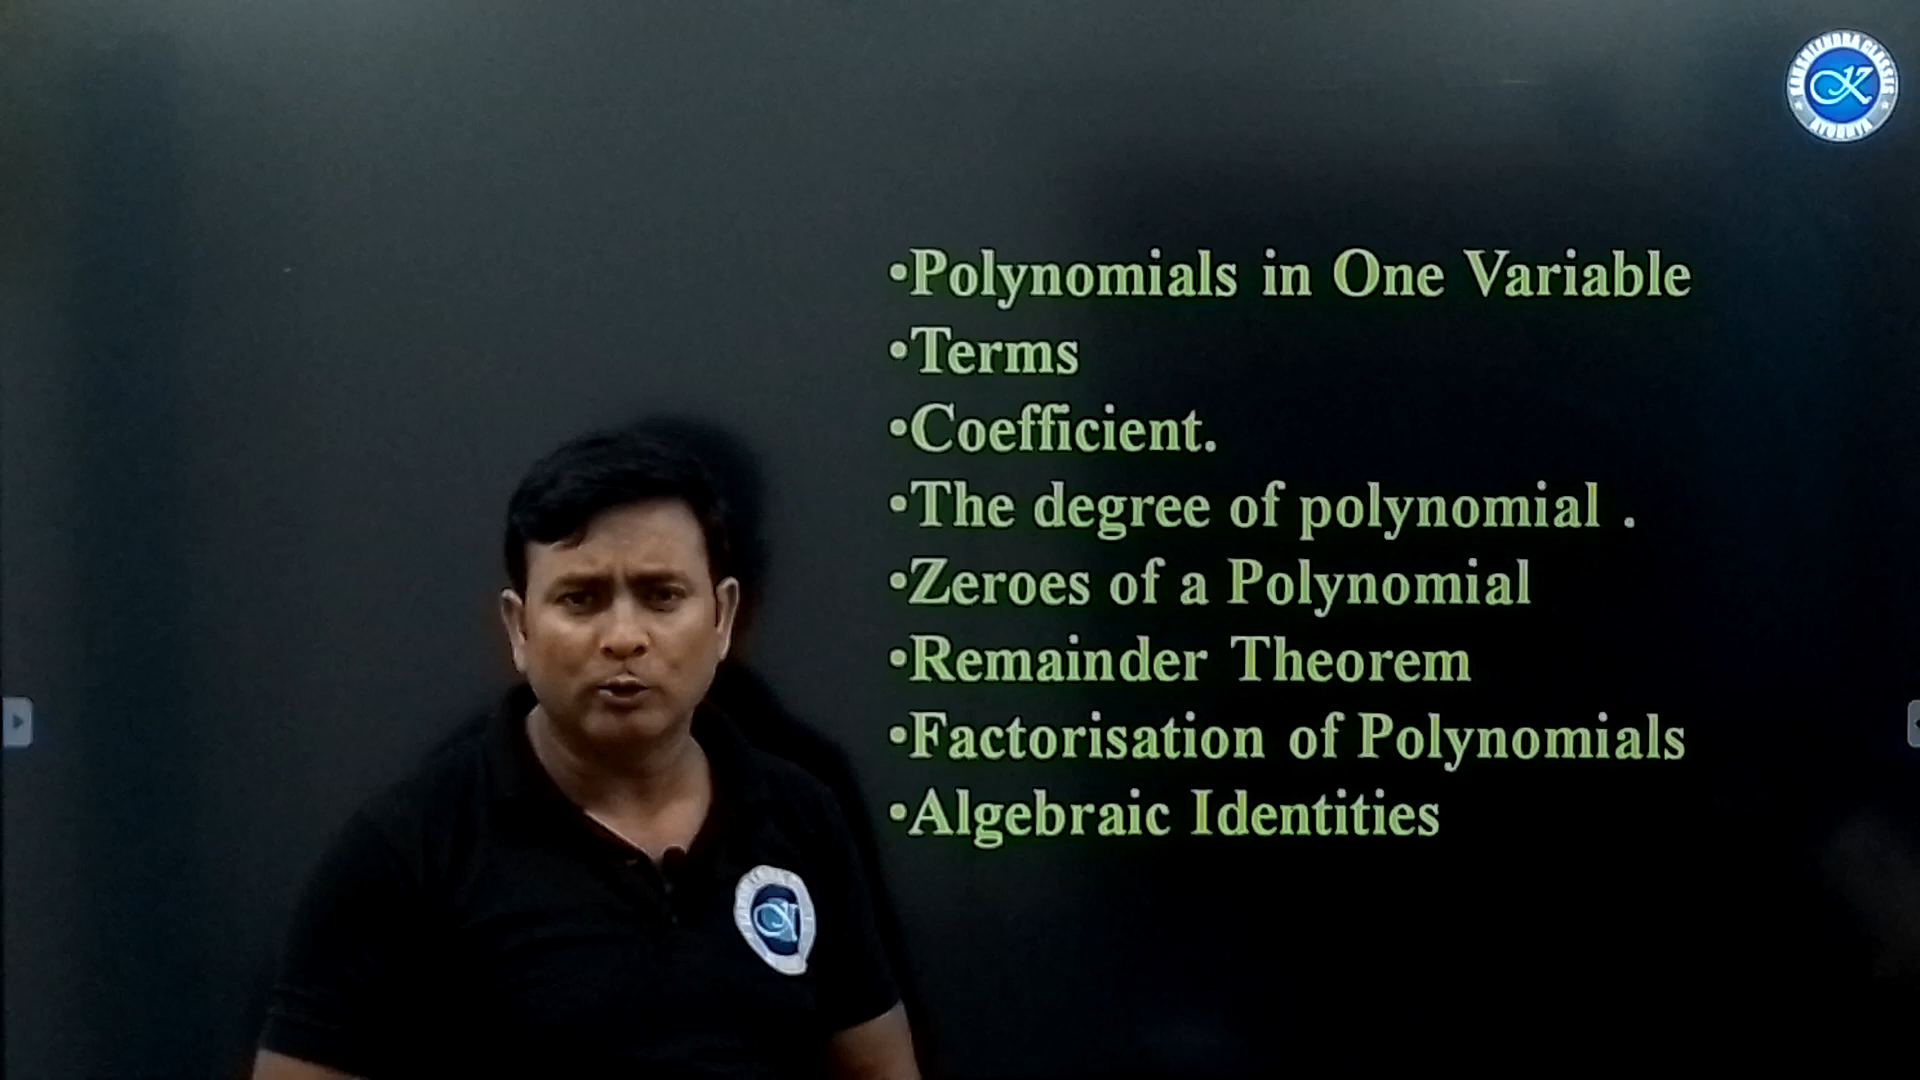 •Polynomials in One Variable
•Terms
•Coefficient.
•The degree of polynomial .
•Zeroes of a Polynomial
•Remainder Theorem
•Factorisation of Polynomials
•Algebraic Identities
AYODHYA